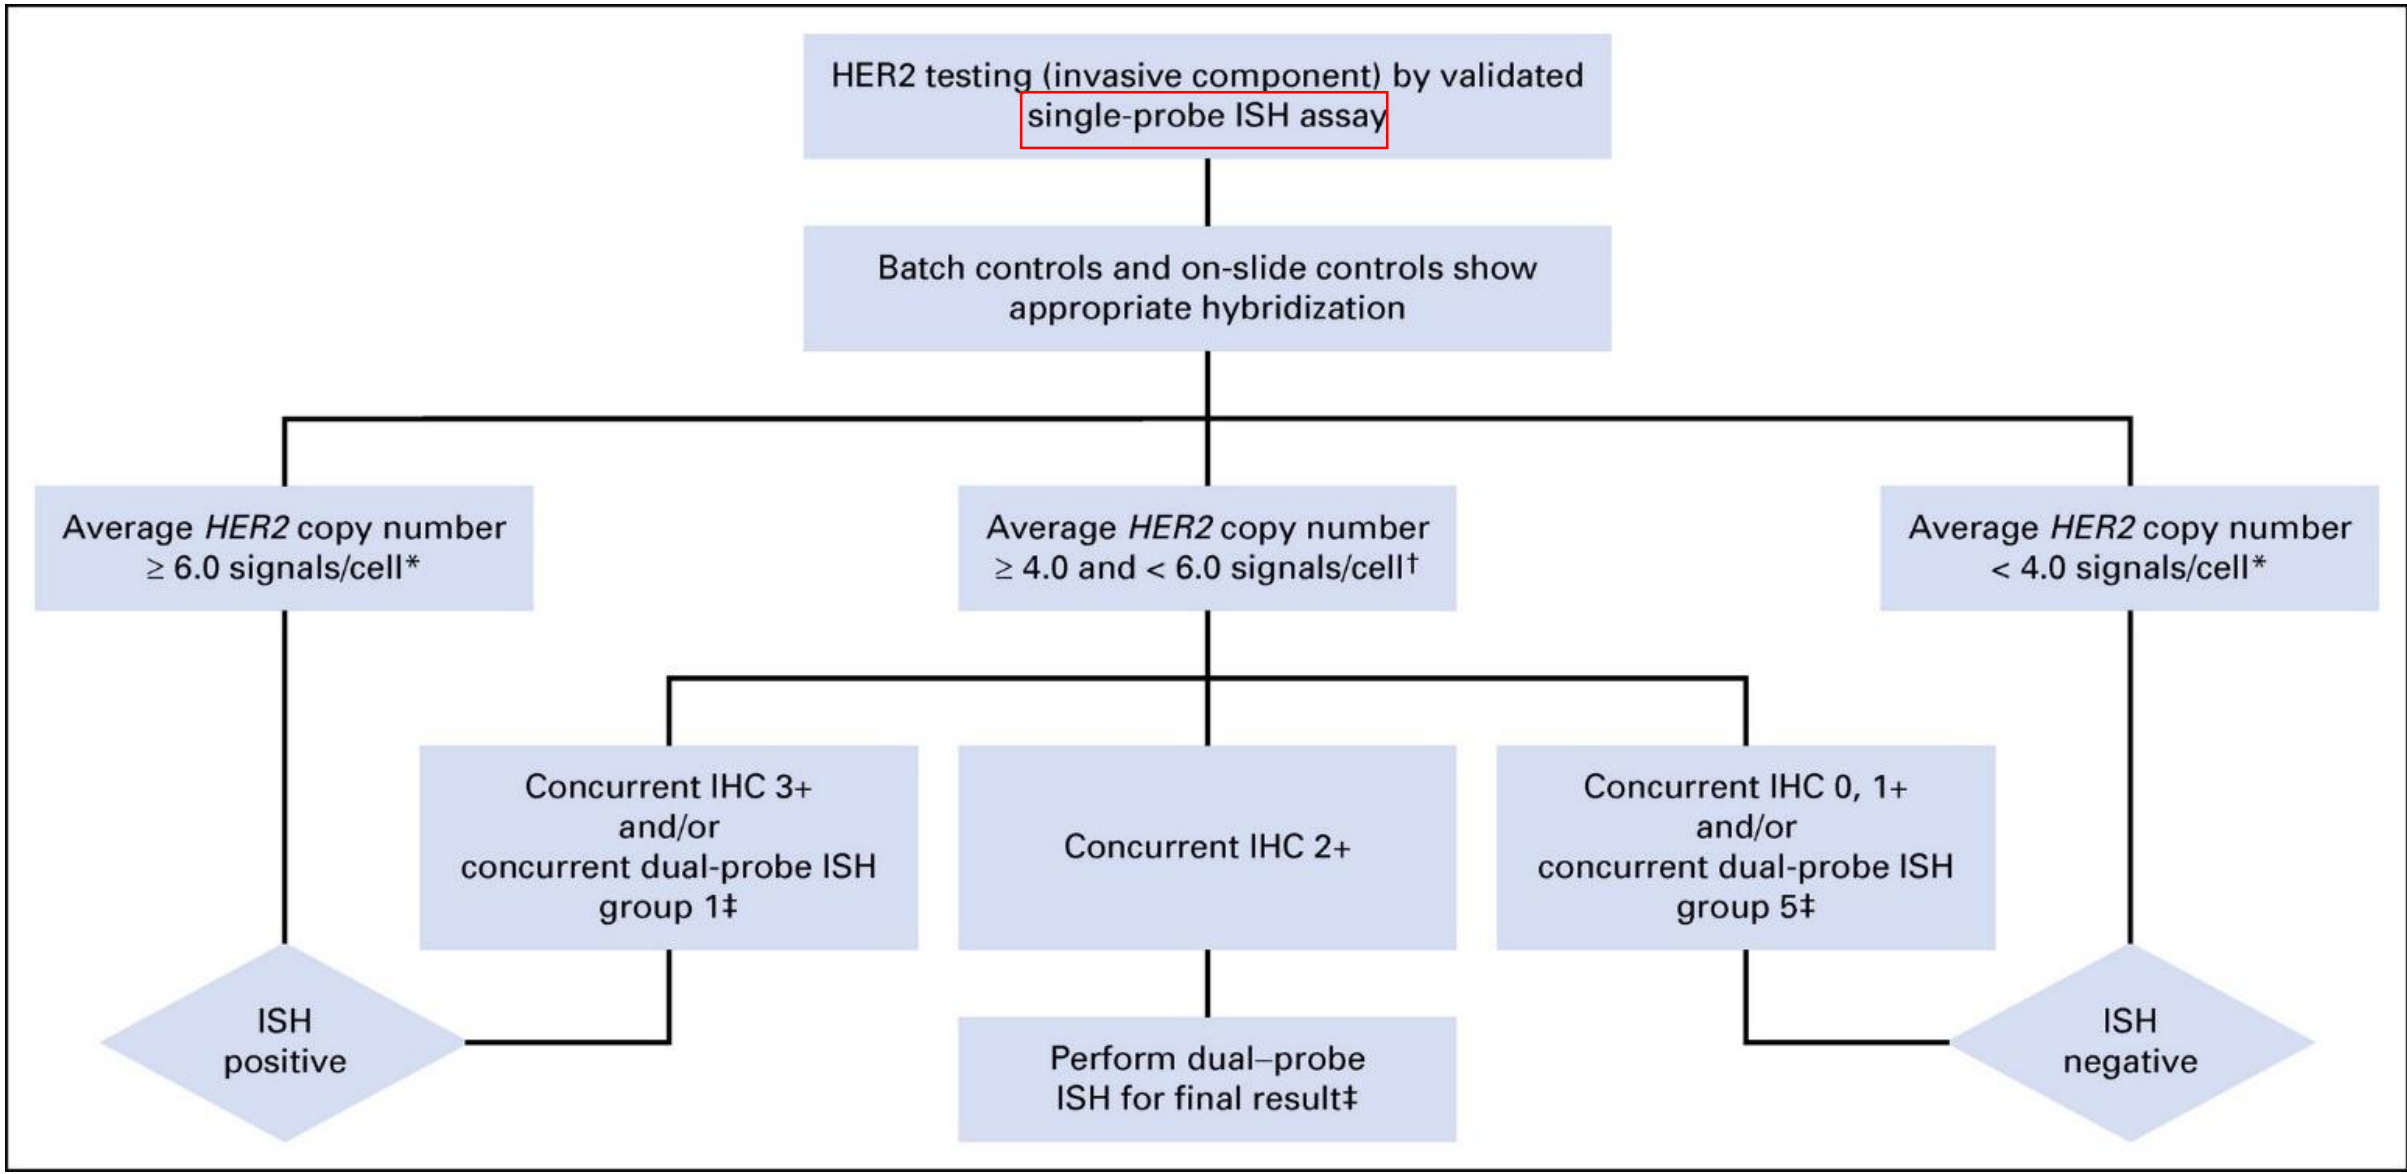 HER2 testing (invasive component) by validated
single-probe ISH assay
Batch controls and on-slide controls show
appropriate hybridization
Average HER2 copy number
≥ 6.0 signals/cell*
Average HER2 copy number
≥ 4.0 and < 6.0 signals/cell†
Average HER2 copy number
< 4.0 signals/cell*
Concurrent IHC 3+
and/or
concurrent dual-probe ISH
group 1‡
Concurrent IHC 2+
Concurrent IHC 0, 1+
and/or
concurrent dual-probe ISH
group 5‡
ISH
positive
Perform dual–probe
ISH for final result‡
ISH
negative